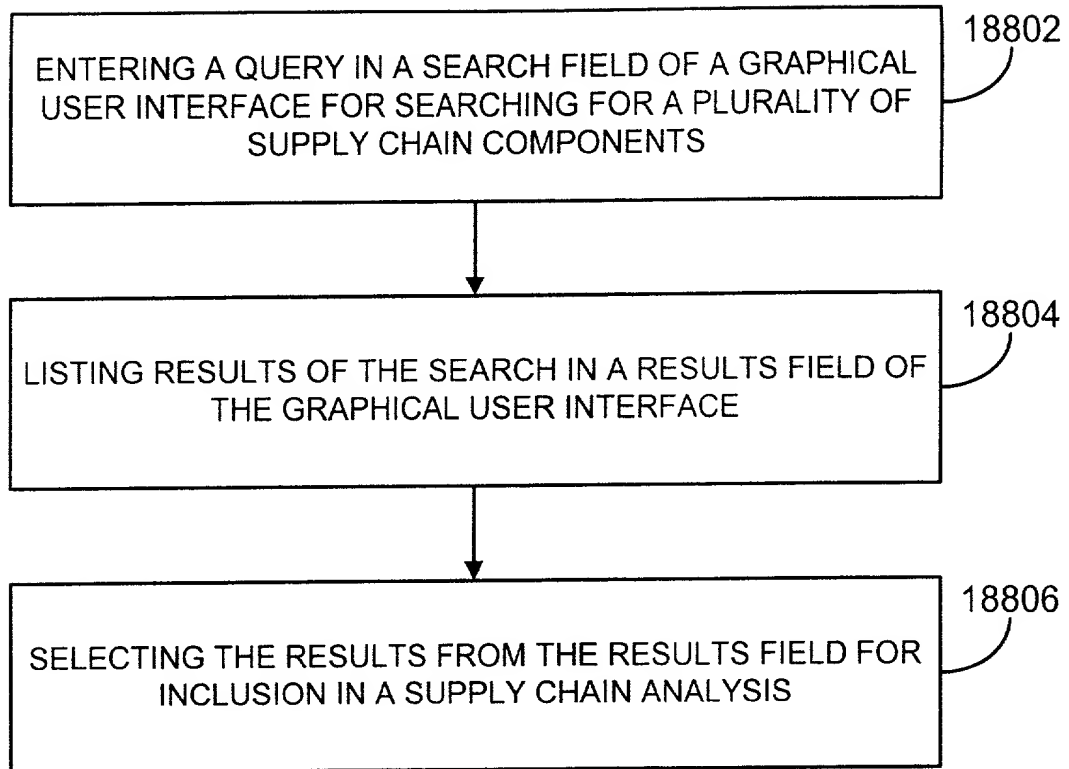 18802
ENTERING A QUERY IN A SEARCH FIELD OF A GRAPHICAL
USER INTERFACE FOR SEARCHING FOR A PLURALITY OF
SUPPLY CHAIN COMPONENTS
18804
LISTING RESULTS OF THE SEARCH IN A RESULTS FIELD OF
THE GRAPHICAL USER INTERFACE
18806
SELECTING THE RESULTS FROM THE RESULTS FIELD FOR
INCLUSION IN A SUPPLY CHAIN ANALYSIS